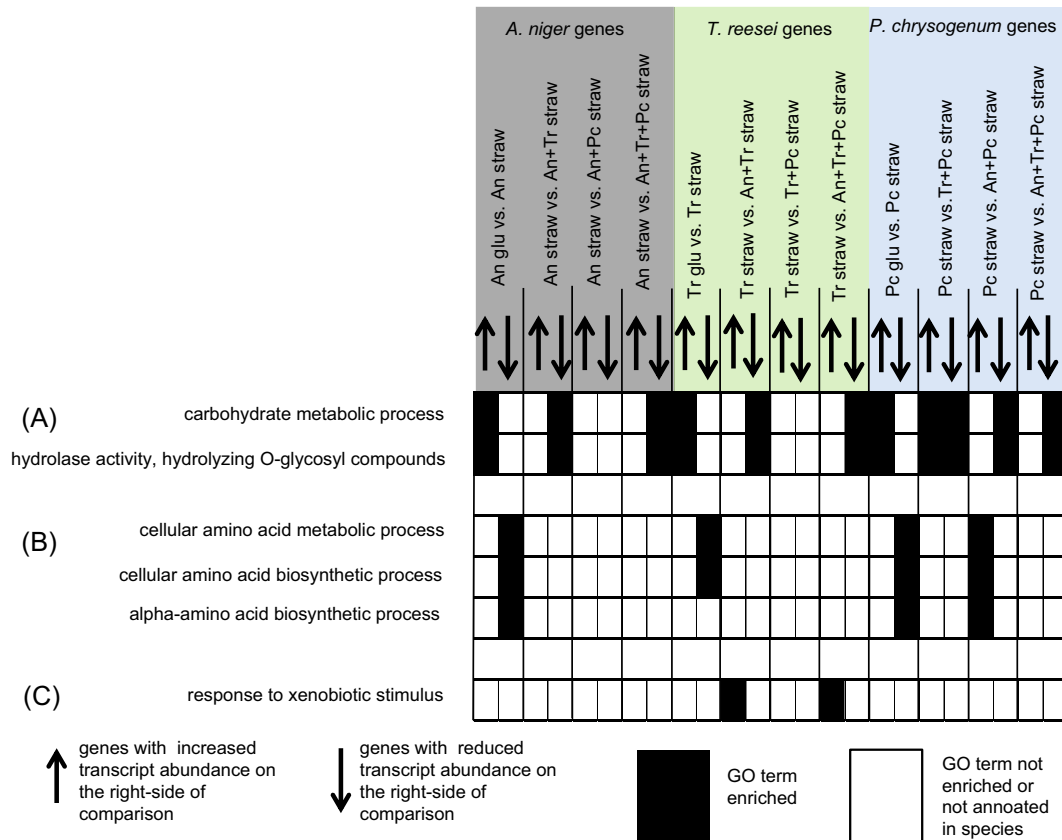 A. niger genes
T. reesei genes
P. chrysogenum genes
An glu vs. An straw
An straw vs. An+Tr straw
An straw vs. An+Pc straw
An straw vs. An+Tr+Pc straw
Tr glu vs. Tr straw
Tr straw vs. An+Tr straw
Tr straw vs. Tr+Pc straw
Tr straw vs. An+Tr+Pc straw
Pc glu vs. Pc straw
Pc straw vs.Tr+Pc straw
Pc straw vs. An+Pc straw
Pc straw vs. An+Tr+Pc straw
(A)
carbohydrate metabolic process
hydrolase activity, hydrolyzing O-glycosyl compounds
(B)
cellular amino acid metabolic process
cellular amino acid biosynthetic process
alpha-amino acid biosynthetic process
(C)
response to xenobiotic stimulus
genes with increased
transcript abundance on
the right-side of
comparison
genes with reduced
transcript abundance on
the right-side of
comparison
GO term
enriched
GO term not
enriched or
not annoated
in species